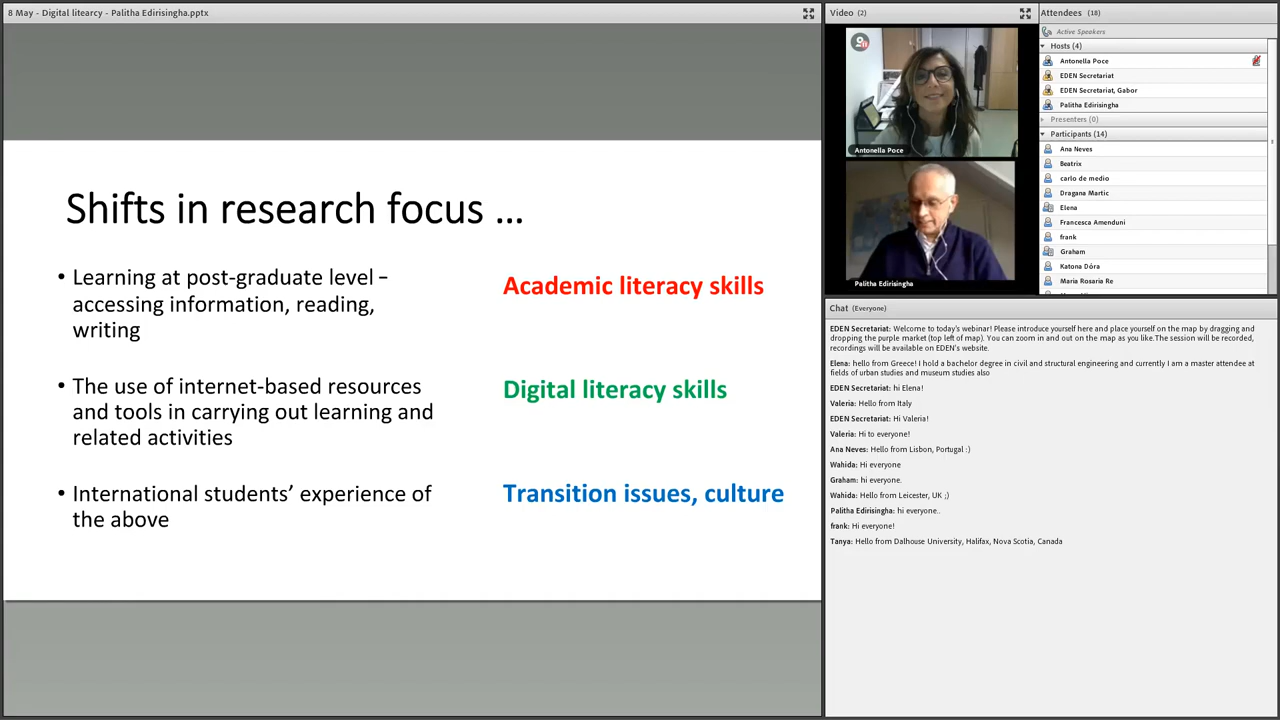 8 May - Digital litearcy - Palitha Edirisingha.pptx
Shifts in research focus ...
• Learning at post-graduate level –
accessing information, reading,
writing
Academic literacy skills
• The use of internet-based resources
and tools in carrying out learning and
related activities
Digital literacy skills
• International students' experience of
the above
Transition issues, culture
Video (2)
Antonella Poce
Palitha Edirisingha
Attendees (18)
Active Speakers
Hosts (4)
Antonella Poce
EDEN Secretariat
EDEN Secretariat, Gabor
Palitha Edirisingha
Presenters (0)
Participants (14)
Ana Neves
Beatrix
carlo de medio
Dragana Martic
Elena
Francesca Amenduni
frank
Graham
Katona Dóra
Maria Rosaria Re
Chat (Everyone)
EDEN Secretariat: Welcome to today's webinar! Please introduce yourself here and place yourself on the map by dragging and
dropping the purple market (top left of map). You can zoom in and out on the map as you like.The session will be recorded,
recordings will be available on EDEN's website.
Elena: hello from Greece! I hold a bachelor degree in civil and structural engineering and currently I am a master attendee at
fields of urban studies and museum studies also
EDEN Secretariat: hi Elena!
Valeria: Hello from Italy
EDEN Secretariat: Hi Valeria!
Valeria: Hi to everyone!
Ana Neves: Hello from Lisbon, Portugal :)
Wahida: Hi everyone
Graham: hi everyone.
Wahida: Hello from Leicester, UK ;)
Palitha Edirisingha: hi everyone..
frank: Hi everyone!
Tanya: Hello from Dalhouse University, Halifax, Nova Scotia, Canada